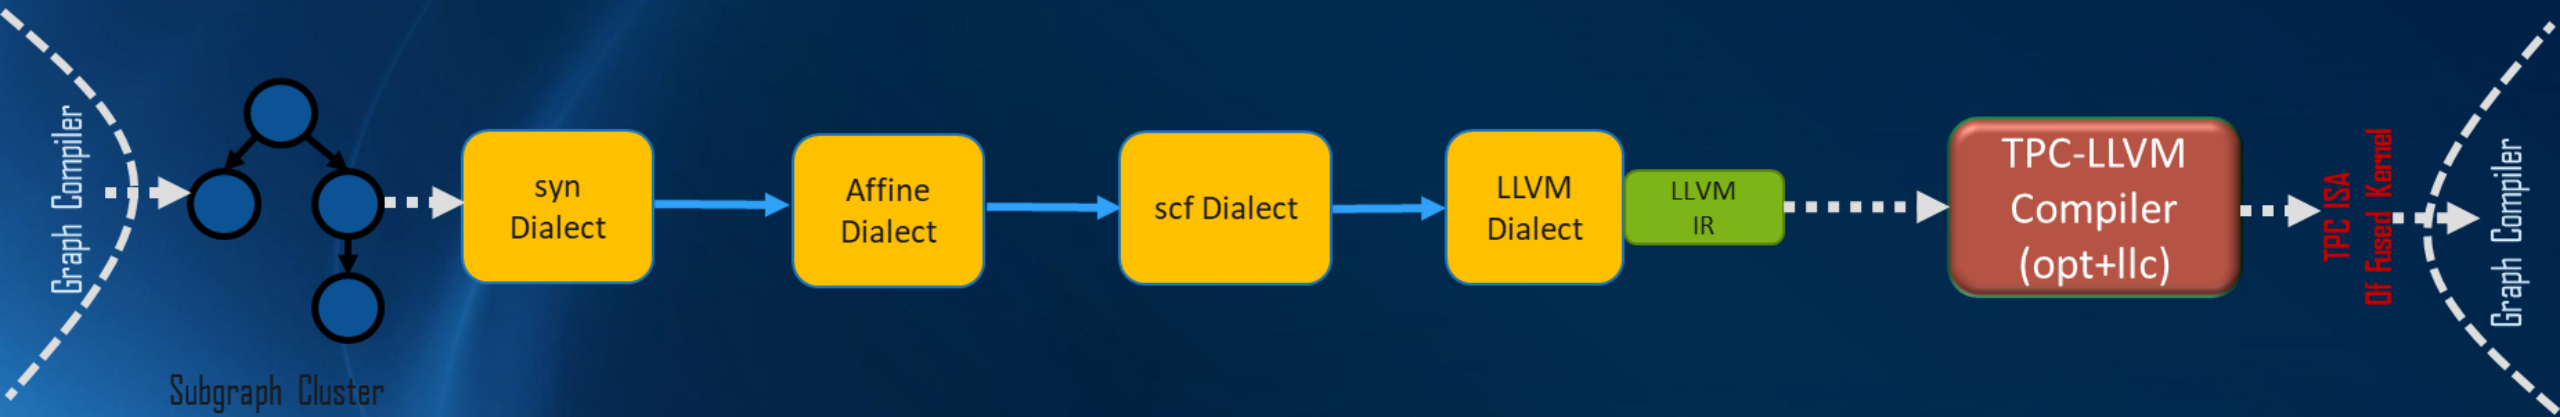 Graph Compiler
Subgraph Cluster
syn
Dialect
Affine
Dialect
scf Dialect
LLVM
Dialect
LLVM
IR
TPC-LLVM
Compiler
(opt+llc)
TPC ISA
Of Fused Kernel
Graph Compiler